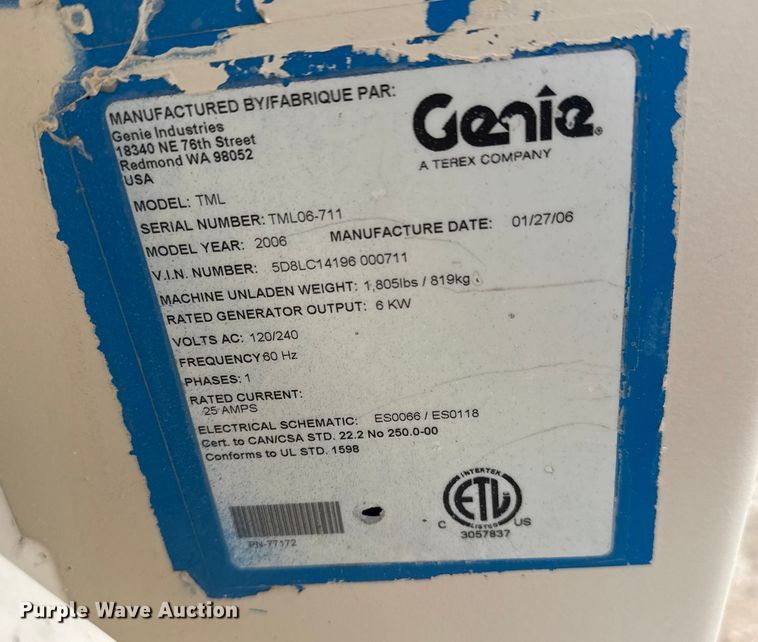 MANUFACTURED BY/FABRIQUE PAR:
Genie Industries
18340 NE 76th Street
Redmond WA 98052
USA
Genie
A TEREX COMPANY
MODEL: TML
SERIAL NUMBER: TML06-711
MODEL YEAR: 2006 MANUFACTURE DATE: 01/27/06
V.I.N. NUMBER: 5D8LC14196 000711
MACHINE UNLADEN WEIGHT: 1,805lbs / 819kg
RATED GENERATOR OUTPUT: 6 KW
VOLTS AC: 120/240
FREQUENCY 60 Hz
PHASES: 1
RATED CURRENT:
25 AMPS
ELECTRICAL SCHEMATIC: ES0066 / ES0118
Cert. to CAN/CSA STD. 22.2 No 250.0-00
Conforms to UL STD. 1598
PN-77172
INTERTEK
ETL
LISTED
C US
3057837
Purple Wave Auction